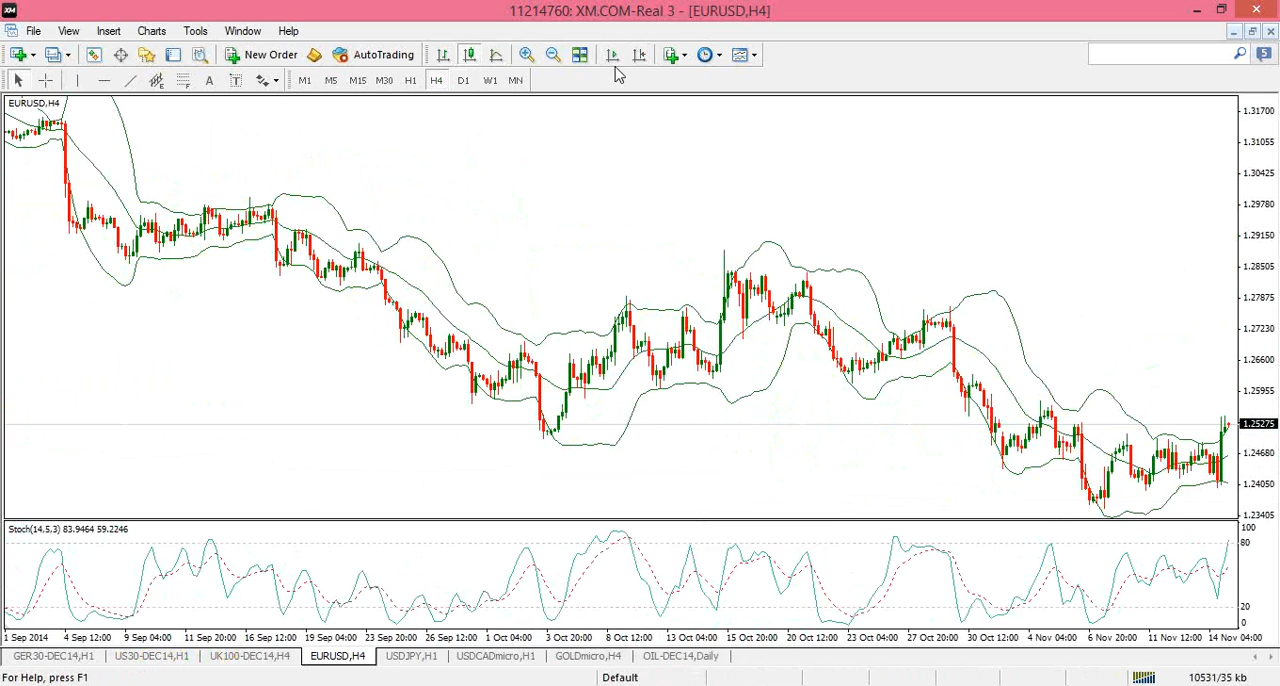 XM 11214760: XM.COM-Real 3 - [EURUSD,H4]
File View Insert Charts Tools Window Help
New Order AutoTrading 5
A T M1 M5 M15 M30 H1 H4 D1 W1 MN
EURUSD,H4
1.31700
1.31055
1.30425
1.29780
1.29150
1.28505
1.27875
1.27230
1.26600
1.25955
1.25275
1.24680
1.24050
1.23405
Stoch(14,5,3) 83.9464 59.2246
100
80
20
0
1 Sep 2014 4 Sep 12:00 9 Sep 04:00 11 Sep 20:00 16 Sep 12:00 19 Sep 04:00 23 Sep 20:00 26 Sep 12:00 1 Oct 04:00 3 Oct 20:00 8 Oct 12:00 13 Oct 04:00 15 Oct 20:00 20 Oct 12:00 23 Oct 04:00 27 Oct 20:00 30 Oct 12:00 4 Nov 04:00 6 Nov 20:00 11 Nov 12:00 14 Nov 04:00
GER30-DEC14,H1 US30-DEC14,H1 UK100-DEC14,H4 EURUSD,H4 USDJPY,H1 USDCADmicro,H1 GOLDmicro,H4 OIL-DEC14,Daily
For Help, press F1 Default 10531/35 kb